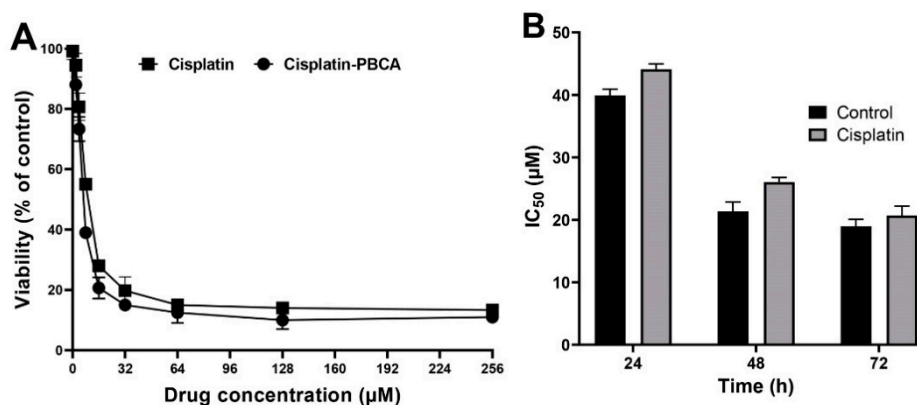 A
Viability (% of control)
100
80
60
40
20
0
Cisplatin
Cisplatin-PBCA
0 32 64 96 128 160 192 224 256
Drug concentration (µM)
B
IC50 (µM)
50
40
30
20
10
0
Control
Cisplatin
24 48 72
Time (h)